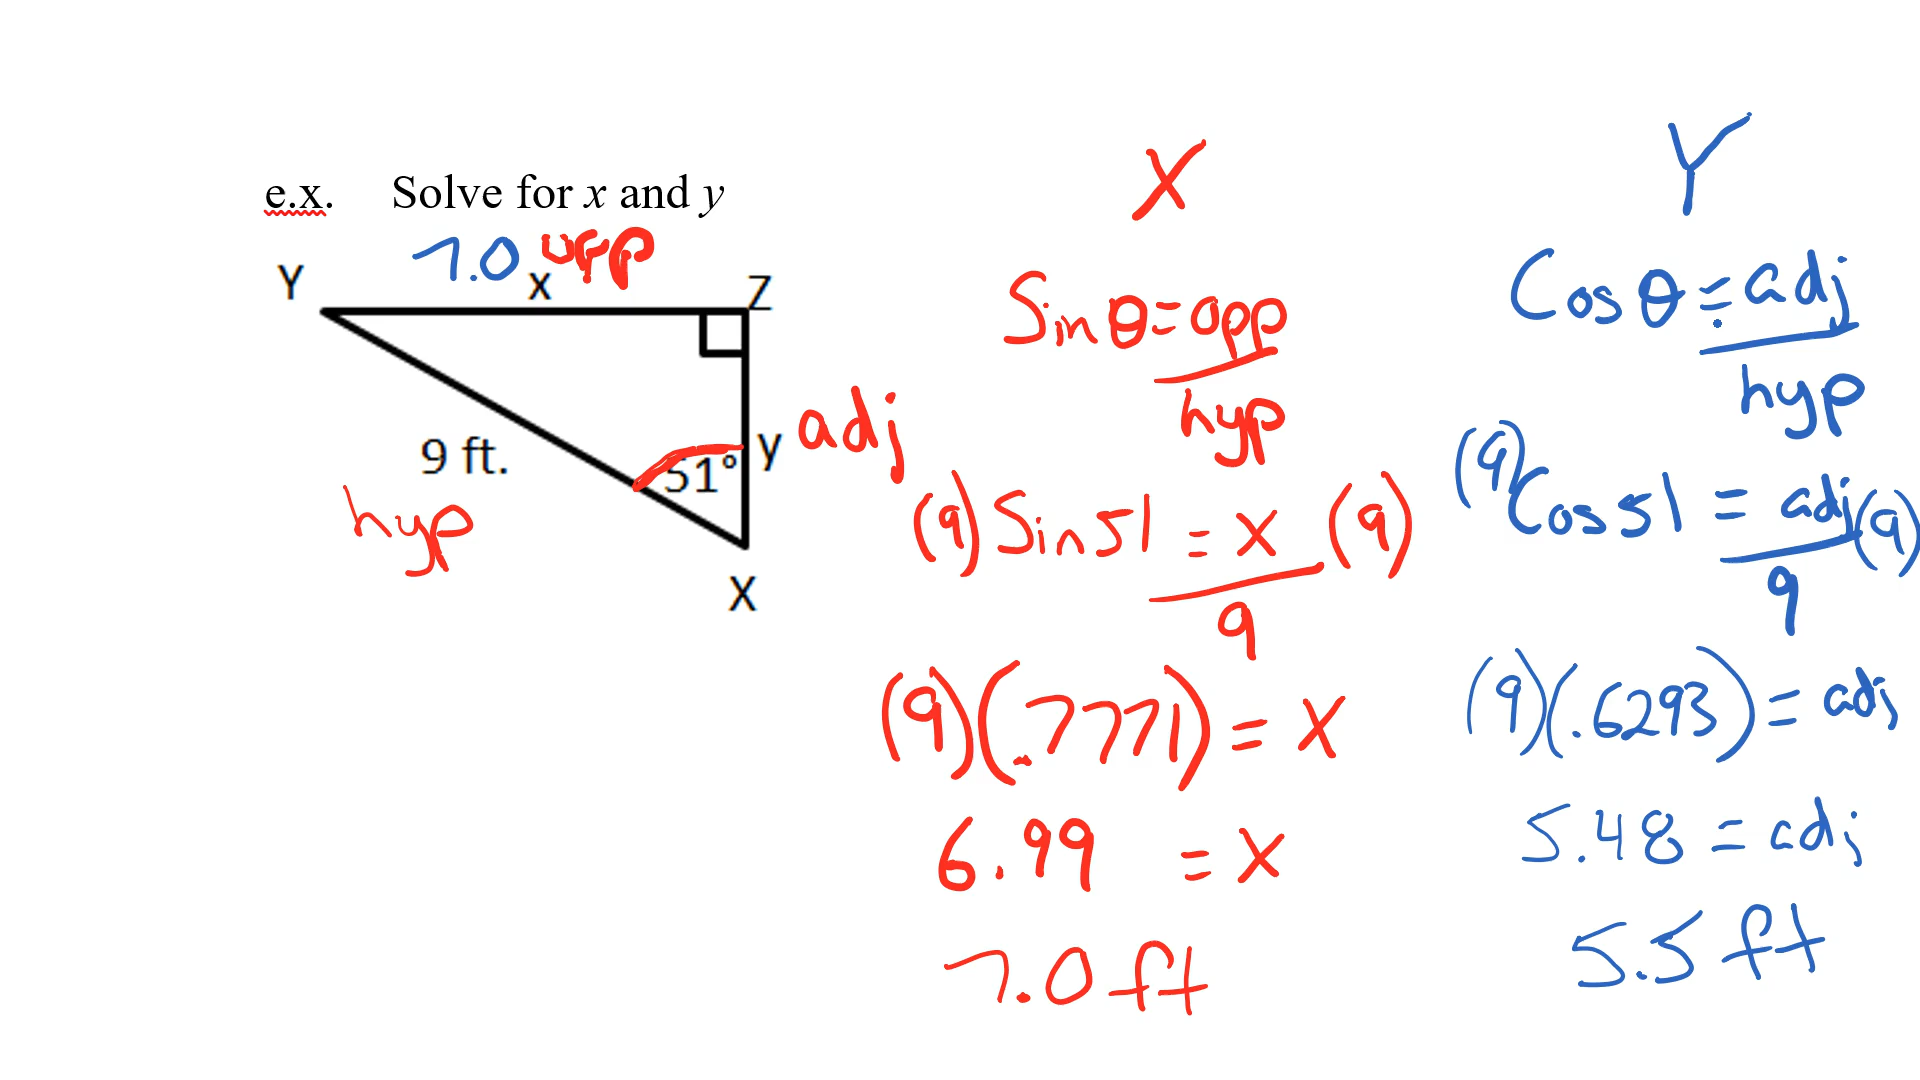 e.x. Solve for x and y
7.0 opp
Y x Z
9 ft.
hyp
51°
y adj
X
X
Sin θ = opp
hyp
(9) Sin 51 = x (9)
9
(9)(.7771) = x
6.99 = x
7.0 ft
Y
Cos θ = adj
hyp
(9) Cos 51 = adj (9)
9
(9)(.6293) = adj
5.48 = adj
5.5 ft